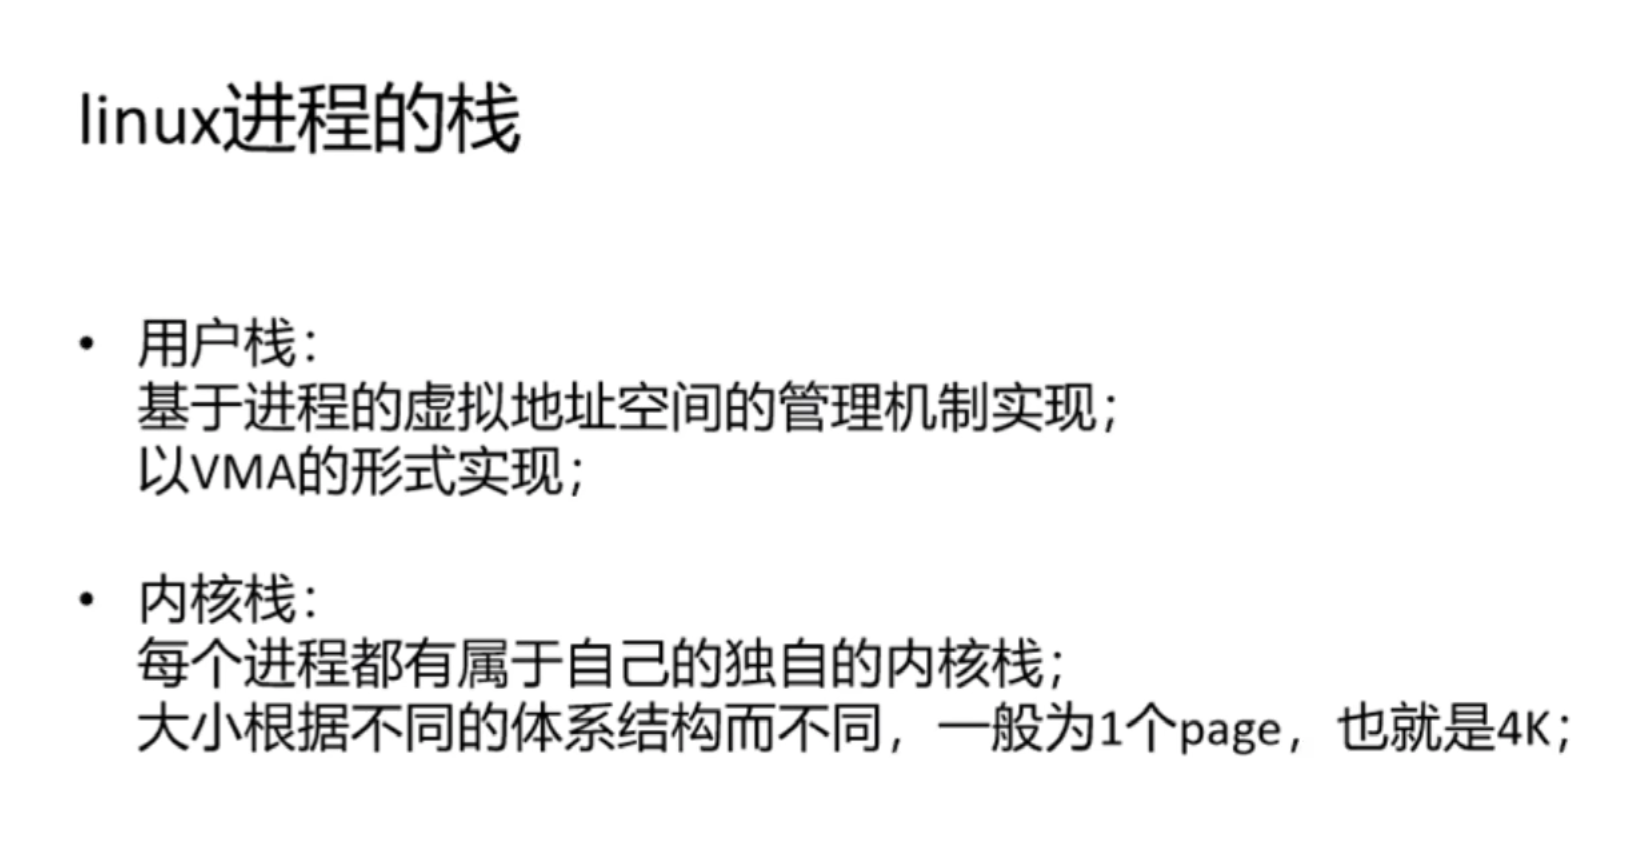 linux进程的栈
• 用户栈：
基于进程的虚拟地址空间的管理机制实现；
以VMA的形式实现；
• 内核栈：
每个进程都有属于自己的独自的内核栈；
大小根据不同的体系结构而不同，一般为1个page，也就是4K；